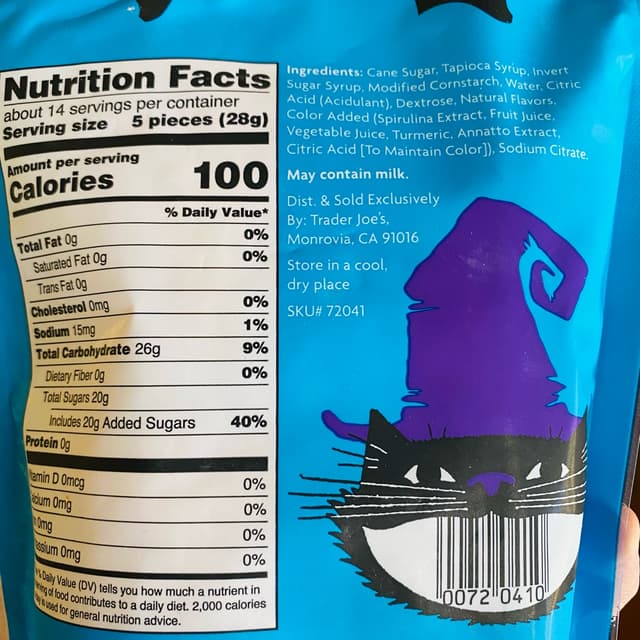 Nutrition Facts
about 14 servings per container
Serving size 5 pieces (28g)
Amount per serving
Calories 100
% Daily Value*
Total Fat 0g 0%
Saturated Fat 0g 0%
Trans Fat 0g
Cholesterol 0mg 0%
Sodium 15mg 1%
Total Carbohydrate 26g 9%
Dietary Fiber 0g 0%
Total Sugars 20g
Includes 20g Added Sugars 40%
Protein 0g
tamin D 0mcg 0%
lcium 0mg 0%
n 0mg 0%
assium 0mg 0%
% Daily Value (DV) tells you how much a nutrient in
ving of food contributes to a daily diet. 2,000 calories
is used for general nutrition advice.
Ingredients: Cane Sugar, Tapioca Syrup, Invert
Sugar Syrup, Modified Cornstarch, Water, Citric
Acid (Acidulant), Dextrose, Natural Flavors,
Color Added (Spirulina Extract, Fruit Juice,
Vegetable Juice, Turmeric, Annatto Extract,
Citric Acid [To Maintain Color]), Sodium Citrate.
May contain milk.
Dist. & Sold Exclusively
By: Trader Joe's,
Monrovia, CA 91016
Store in a cool,
dry place
SKU# 72041
0072 0410